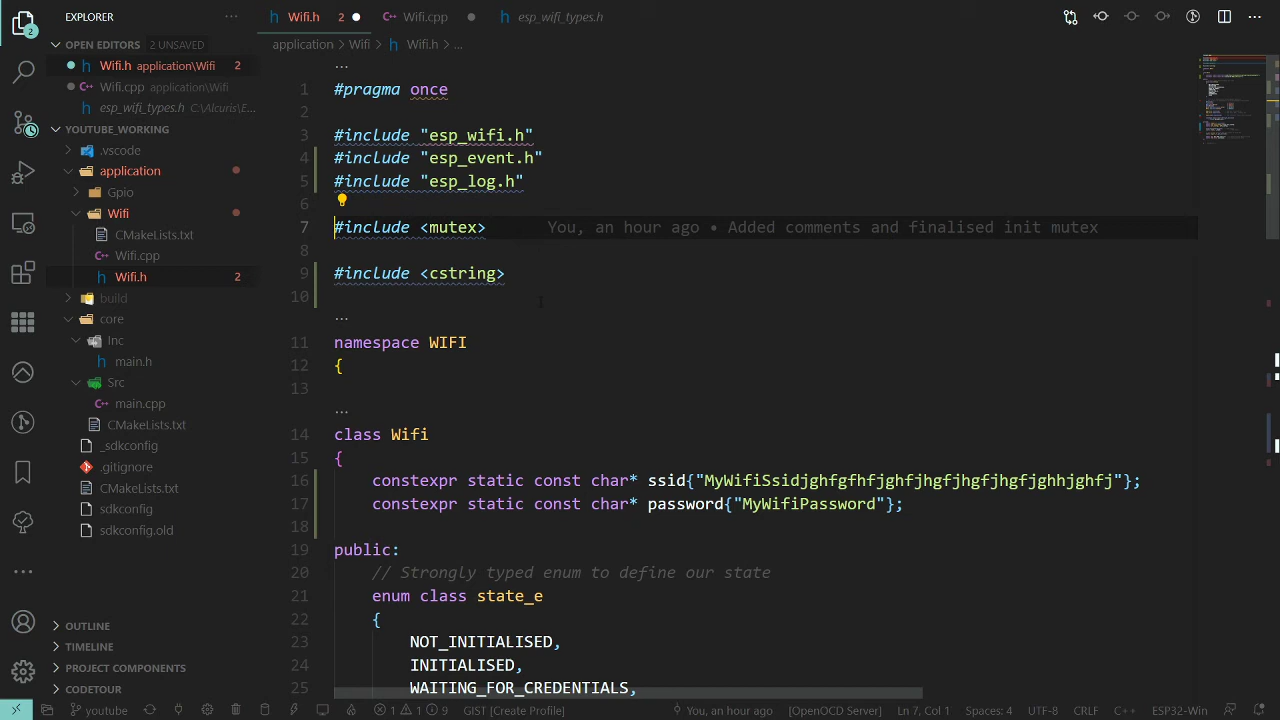 EXPLORER
Wifi.h 2
Wifi.cpp
esp_wifi_types.h
OPEN EDITORS 2 UNSAVED
Wifi.h application\Wifi 2
Wifi.cpp application\Wifi
esp_wifi_types.h C:\Alcuris\E...
YOUTUBE_WORKING
.vscode
application
Gpio
Wifi
CMakeLists.txt
Wifi.cpp
Wifi.h 2
build
core
Inc
main.h
Src
main.cpp
CMakeLists.txt
_sdkconfig
.gitignore
CMakeLists.txt
sdkconfig
sdkconfig.old
OUTLINE
TIMELINE
PROJECT COMPONENTS
CODETOUR
application > Wifi > Wifi.h > ...
...
1 #pragma once
2
3 #include "esp_wifi.h"
4 #include "esp_event.h"
5 #include "esp_log.h"
6
7 #include <mutex> You, an hour ago • Added comments and finalised init mutex
8
9 #include <cstring>
10
...
11 namespace WIFI
12 {
13
...
14 class Wifi
15 {
16 constexpr static const char* ssid{"MyWifiSsidjghfgfhfjghfjhgfjhgfjhgfjghhjghfj"};
17 constexpr static const char* password{"MyWifiPassword"};
18
19 public:
20 // Strongly typed enum to define our state
21 enum class state_e
22 {
23 NOT_INITIALISED,
24 INITIALISED,
25 WAITING_FOR_CREDENTIALS,
youtube 1 1 9 GIST [Create Profile] You, an hour ago [OpenOCD Server] Ln 7, Col 1 Spaces: 4 UTF-8 CRLF C++ ESP32-Win